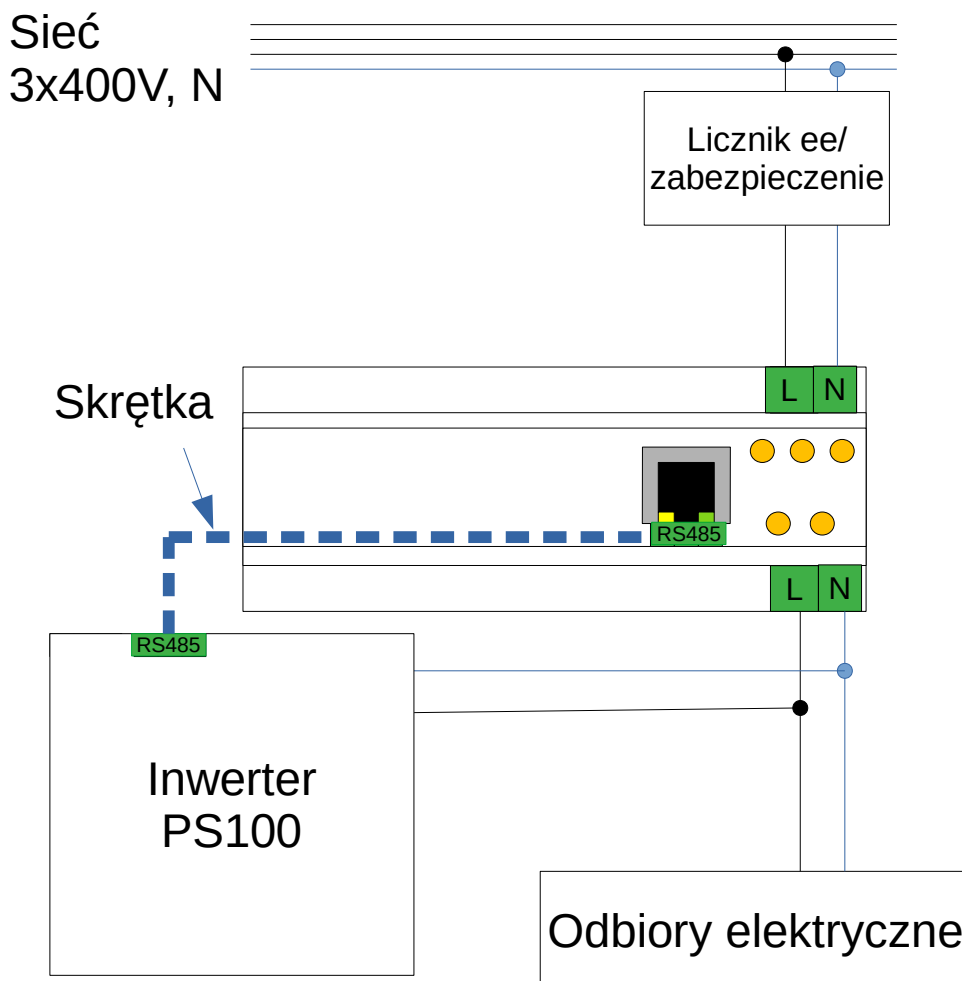 Sieć
3x400V, N
Licznik ee/
zabezpieczenie
Skrętka
L N
RS485
L N
RS485
Inwerter
PS100
Odbiory elektryczne